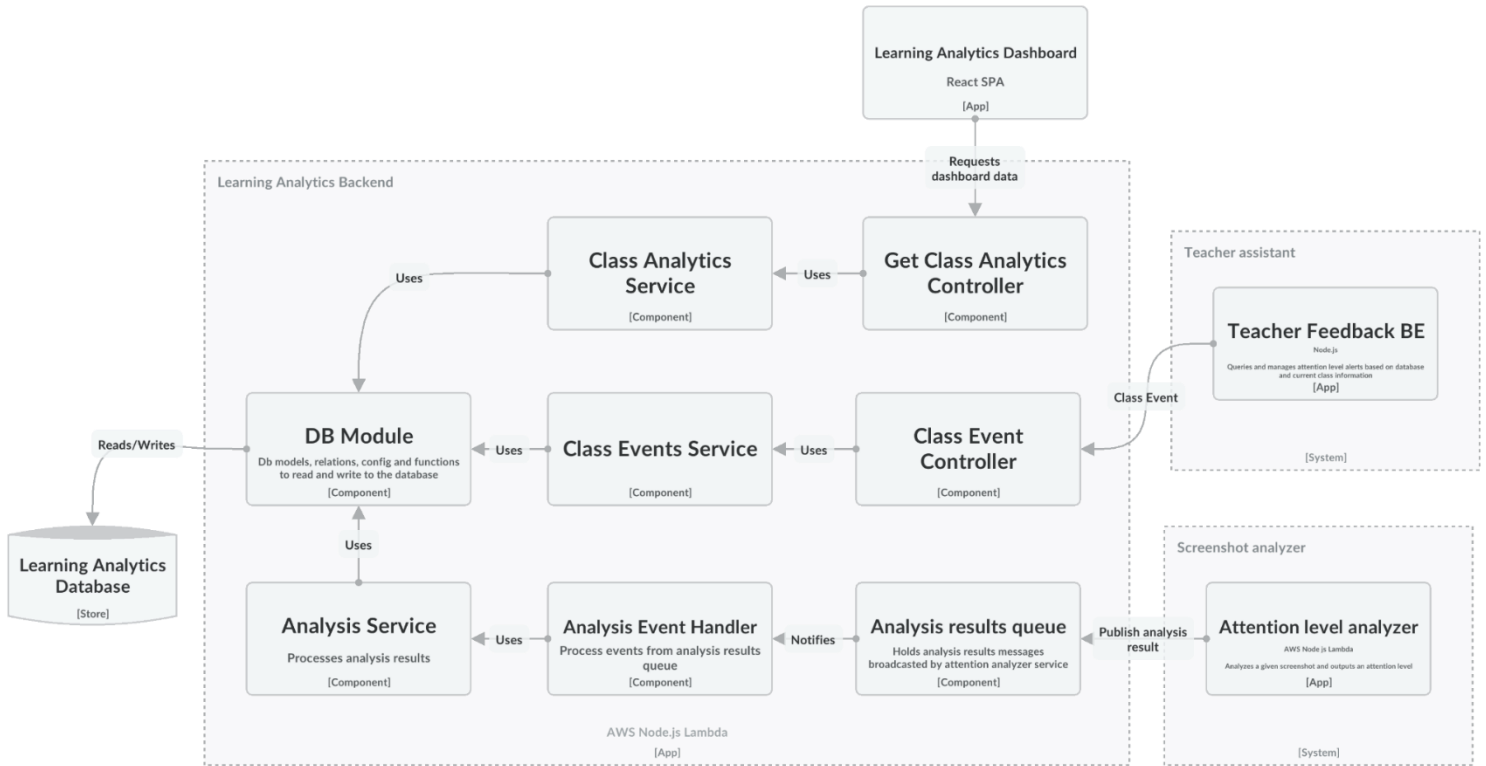 Learning Analytics Dashboard
React SPA
[App]
Requests
dashboard data
Learning Analytics Backend
Class Analytics
Service
[Component]
Uses
Get Class Analytics
Controller
[Component]
Uses
Teacher assistant
Teacher Feedback BE
Node.js
Queries and manages attention level alerts based on database
and current class information
[App]
[System]
Class Event
Reads/Writes
DB Module
Db models, relations, config and functions
to read and write to the database
[Component]
Uses
Class Events Service
[Component]
Uses
Class Event
Controller
[Component]
Learning Analytics
Database
[Store]
Uses
Analysis Service
Processes analysis results
[Component]
Uses
Analysis Event Handler
Process events from analysis results
queue
[Component]
Notifies
Analysis results queue
Holds analysis results messages
broadcasted by attention analyzer service
[Component]
Publish analysis
result
Screenshot analyzer
Attention level analyzer
AWS Node js Lambda
Analyzes a given screenshot and outputs an attention level
[App]
[System]
AWS Node.js Lambda
[App]